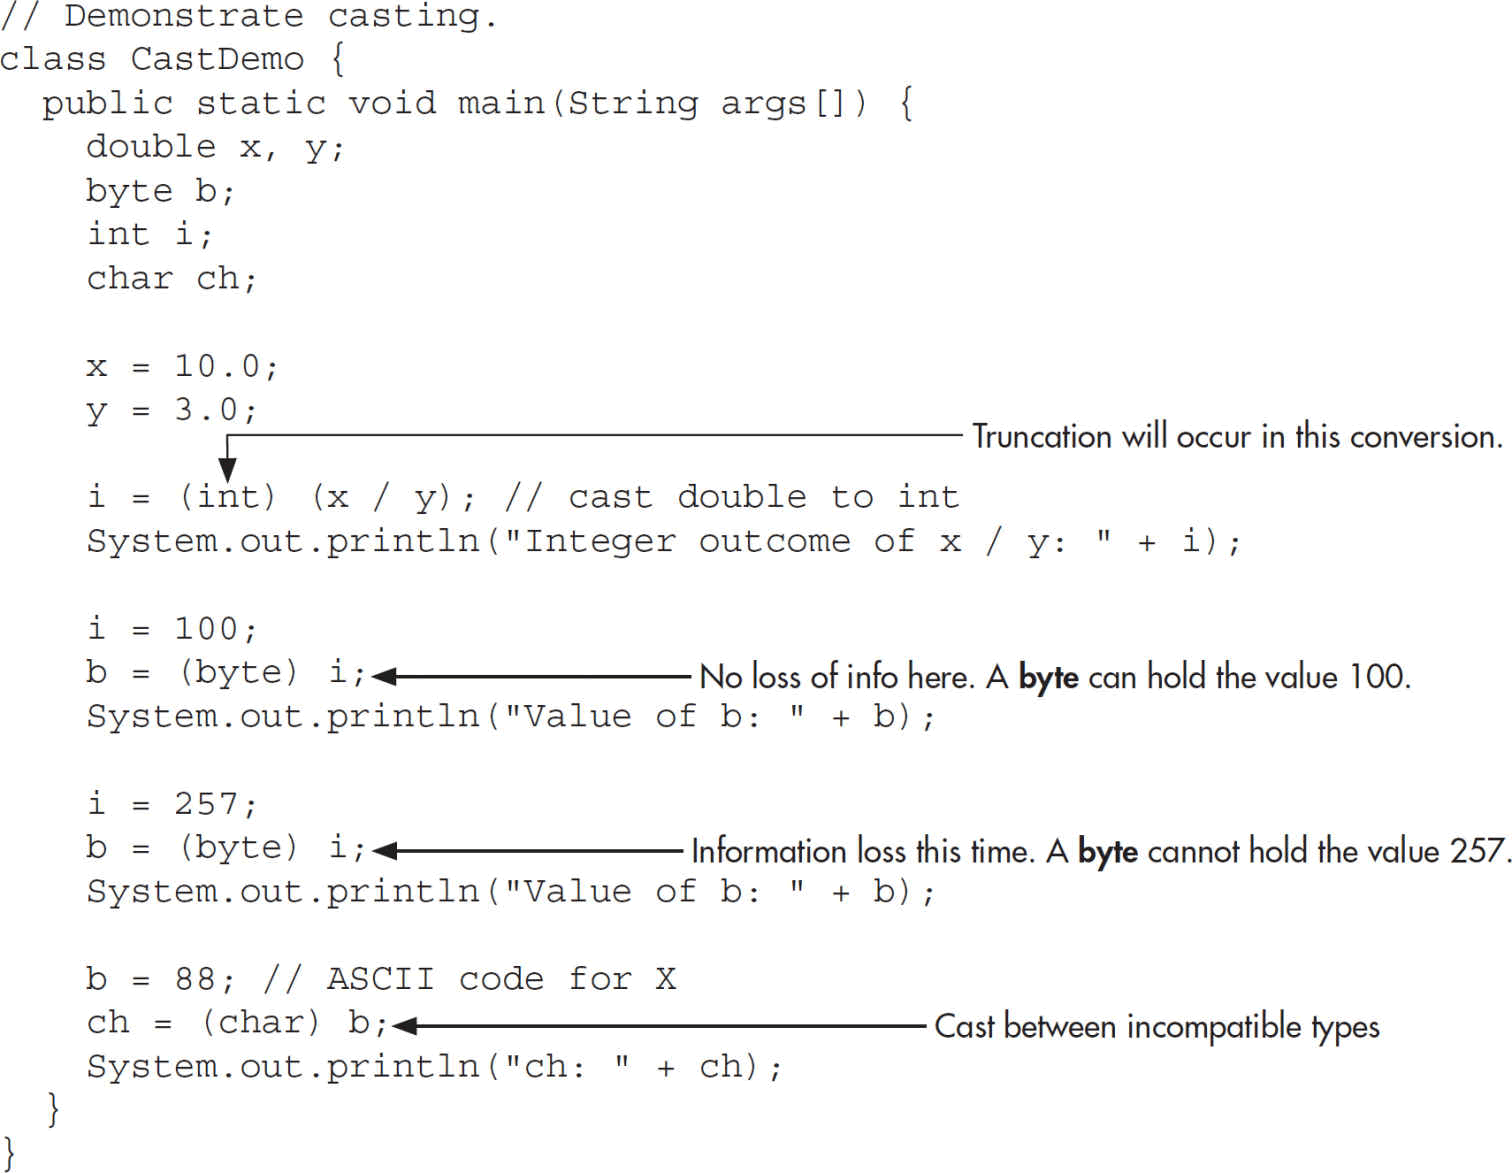 // Demonstrate casting.
class CastDemo {
  public static void main(String args[]) {
    double x, y;
    byte b;
    int i;
    char ch;

    x = 10.0;
    y = 3.0;
Truncation will occur in this conversion.
    i = (int) (x / y); // cast double to int
    System.out.println("Integer outcome of x / y: " + i);

    i = 100;
    b = (byte) i; No loss of info here. A byte can hold the value 100.
    System.out.println("Value of b: " + b);

    i = 257;
    b = (byte) i; Information loss this time. A byte cannot hold the value 257.
    System.out.println("Value of b: " + b);

    b = 88; // ASCII code for X
    ch = (char) b; Cast between incompatible types
    System.out.println("ch: " + ch);
  }
}